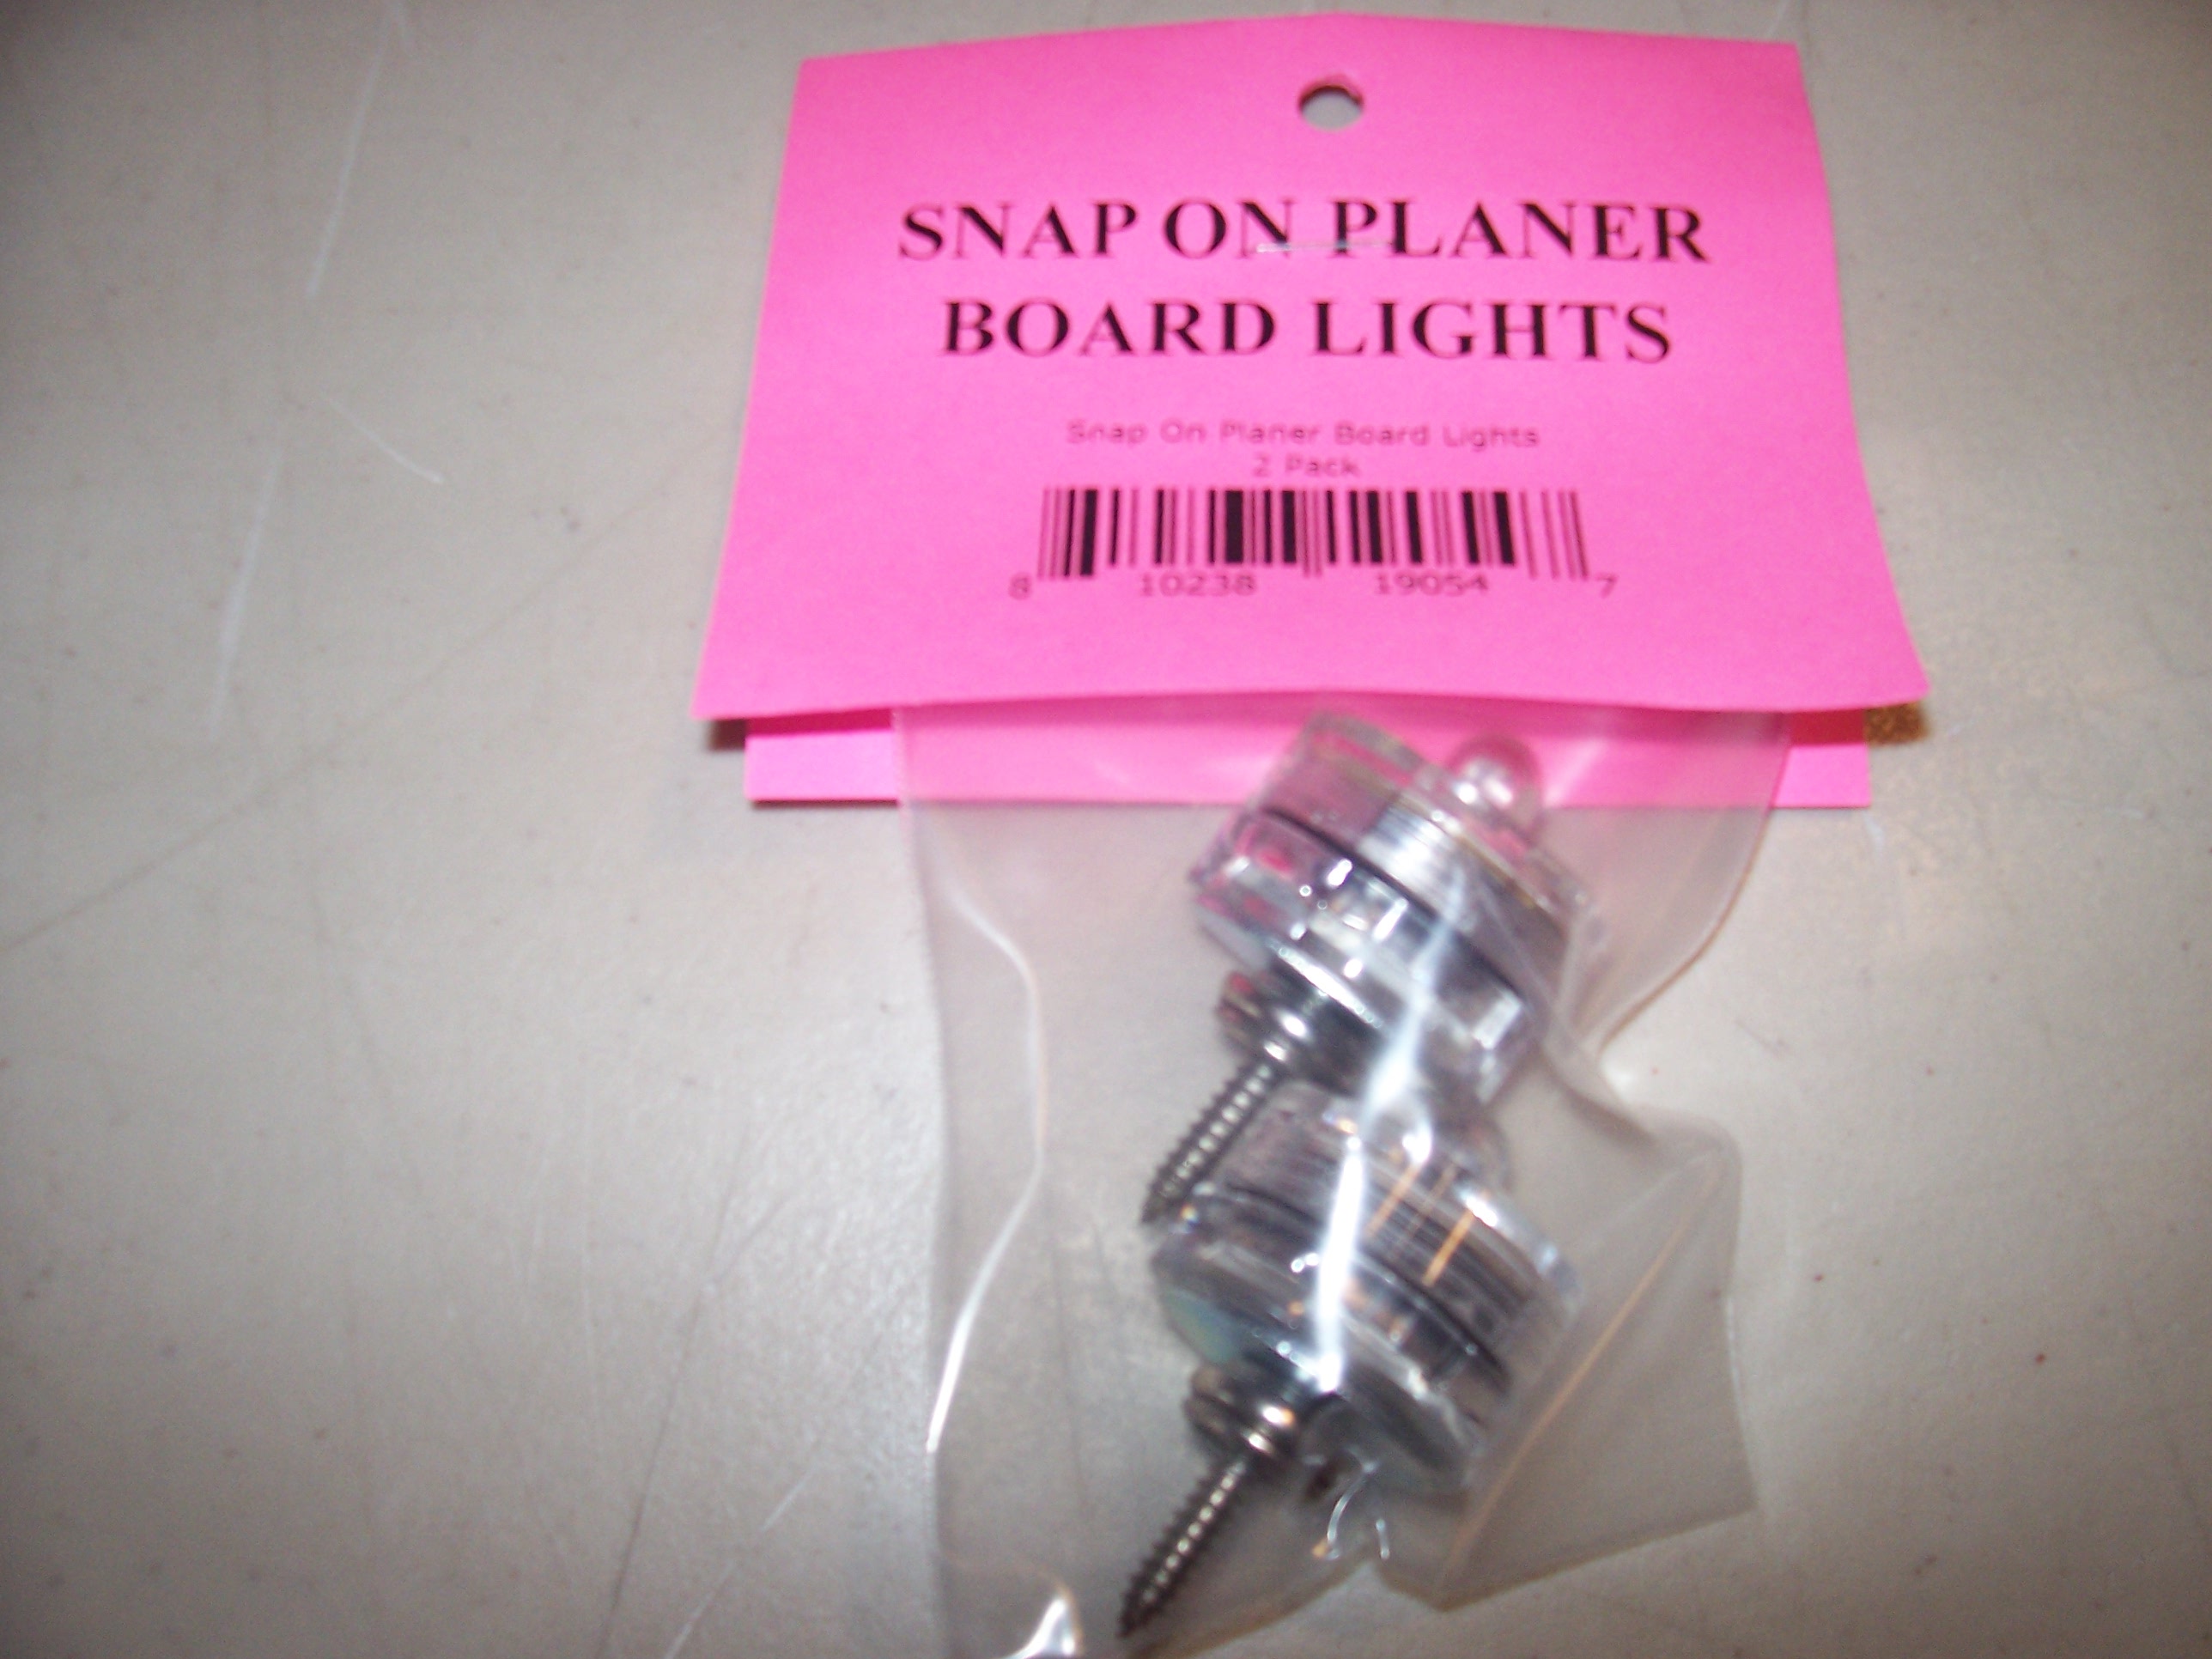 SNAP ON PLANER
BOARD LIGHTS
Snap On Planer Board Lights
2 Pack
8 10238 19054 7